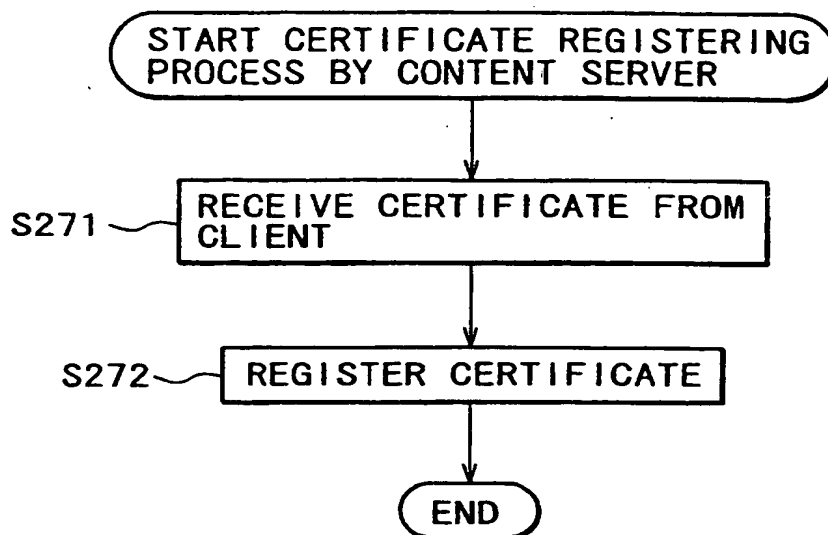 START CERTIFICATE REGISTERING
PROCESS BY CONTENT SERVER
S271
RECEIVE CERTIFICATE FROM
CLIENT
S272
REGISTER CERTIFICATE
END